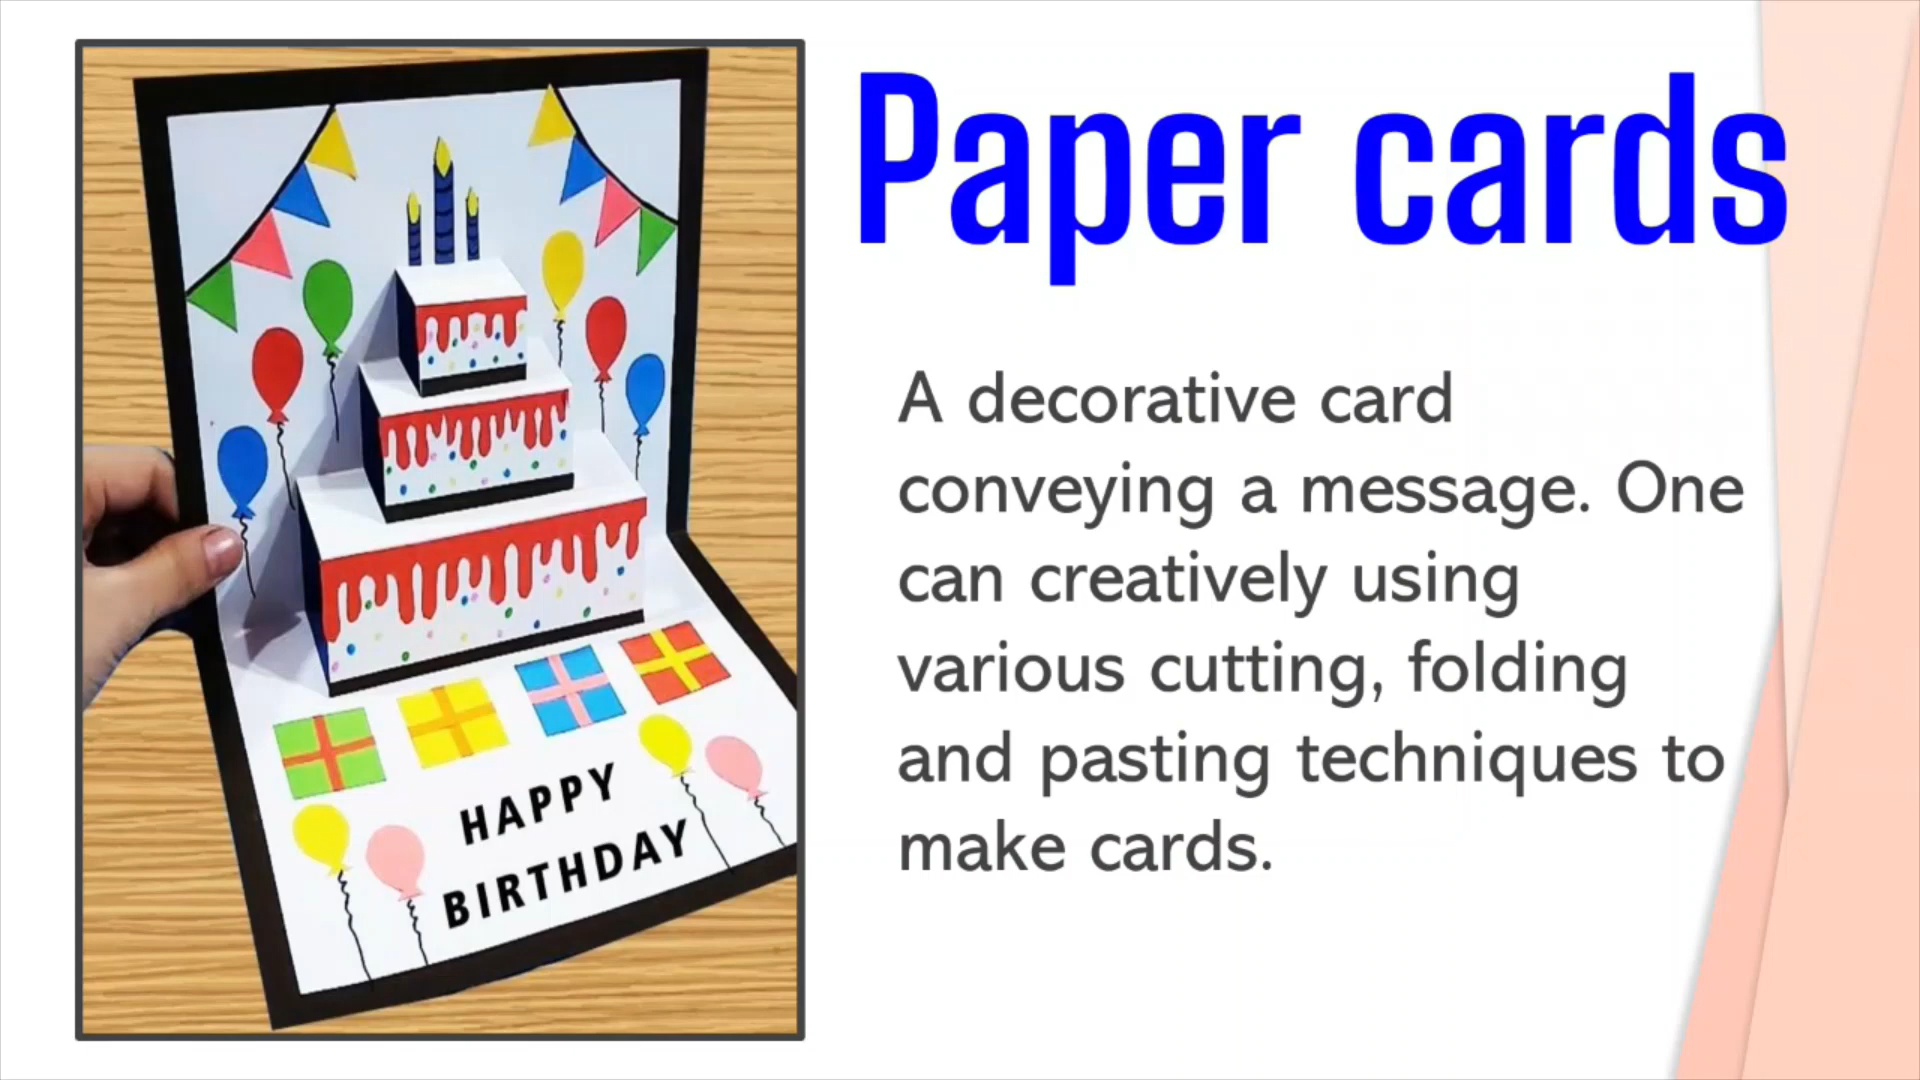 Paper cards
A decorative card
conveying a message. One
can creatively using
various cutting, folding
and pasting techniques to
make cards.
HAPPY
BIRTHDAY